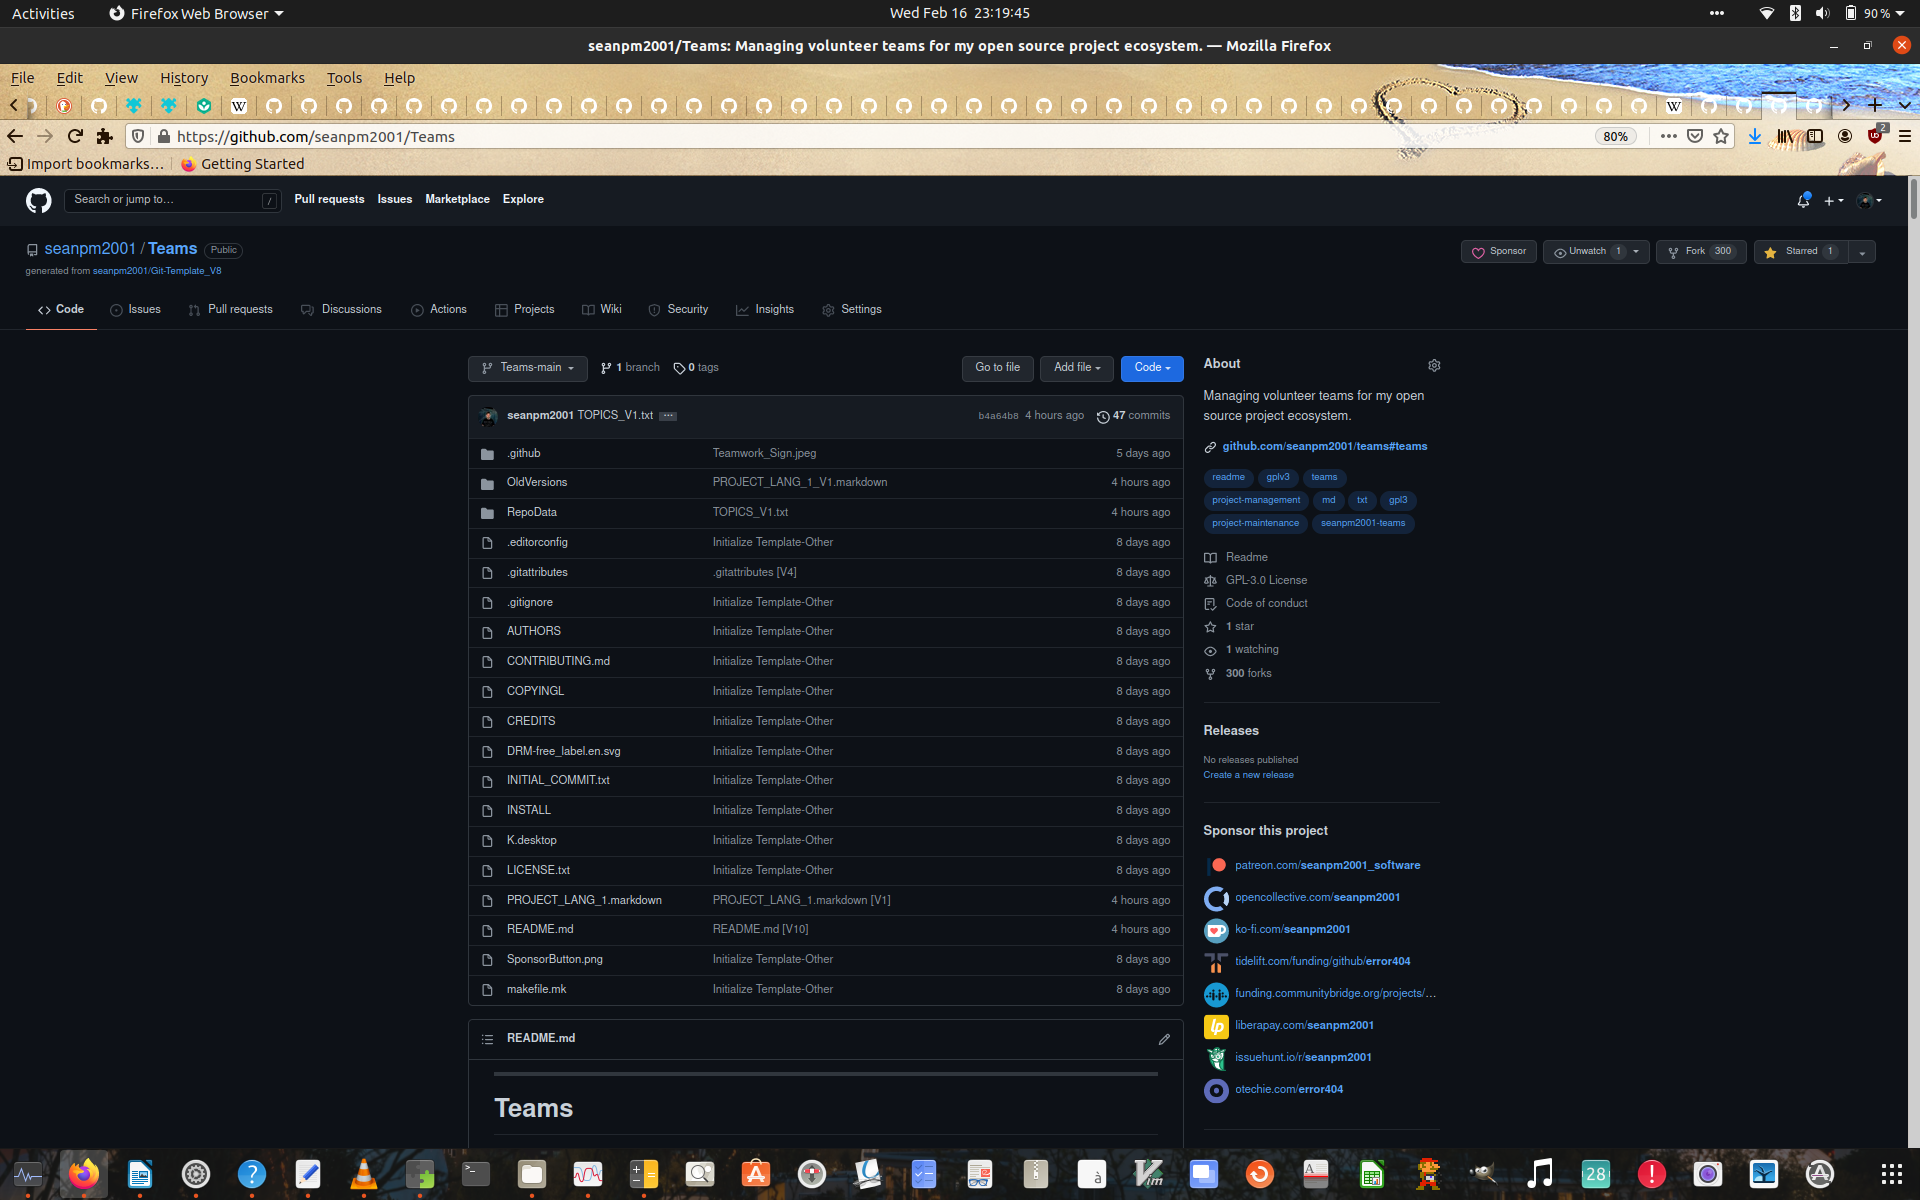 Activities
Firefox Web Browser
Wed Feb 16 23:19:45
90 %
seanpm2001/Teams: Managing volunteer teams for my open source project ecosystem. — Mozilla Firefox
File Edit View History Bookmarks Tools Help
https://github.com/seanpm2001/Teams
80%
2
Import bookmarks...
Getting Started
Search or jump to...
/
Pull requests Issues Marketplace Explore
seanpm2001 / Teams Public
generated from seanpm2001/Git-Template_V8
Sponsor
Unwatch 1
Fork 300
Starred 1
Code Issues Pull requests Discussions Actions Projects Wiki Security Insights Settings
Teams-main
1 branch
0 tags
Go to file
Add file
Code
seanpm2001 TOPICS_V1.txt
b4a64b8 4 hours ago 47 commits
.github Teamwork_Sign.jpeg 5 days ago
OldVersions PROJECT_LANG_1_V1.markdown 4 hours ago
RepoData TOPICS_V1.txt 4 hours ago
.editorconfig Initialize Template-Other 8 days ago
.gitattributes .gitattributes [V4] 8 days ago
.gitignore Initialize Template-Other 8 days ago
AUTHORS Initialize Template-Other 8 days ago
CONTRIBUTING.md Initialize Template-Other 8 days ago
COPYINGL Initialize Template-Other 8 days ago
CREDITS Initialize Template-Other 8 days ago
DRM-free_label.en.svg Initialize Template-Other 8 days ago
INITIAL_COMMIT.txt Initialize Template-Other 8 days ago
INSTALL Initialize Template-Other 8 days ago
K.desktop Initialize Template-Other 8 days ago
LICENSE.txt Initialize Template-Other 8 days ago
PROJECT_LANG_1.markdown PROJECT_LANG_1.markdown [V1] 4 hours ago
README.md README.md [V10] 4 hours ago
SponsorButton.png Initialize Template-Other 8 days ago
makefile.mk Initialize Template-Other 8 days ago
README.md
Teams
About
Managing volunteer teams for my open
source project ecosystem.
github.com/seanpm2001/teams#teams
readme gplv3 teams
project-management md txt gpl3
project-maintenance seanpm2001-teams
Readme
GPL-3.0 License
Code of conduct
1 star
1 watching
300 forks
Releases
No releases published
Create a new release
Sponsor this project
patreon.com/seanpm2001_software
opencollective.com/seanpm2001
ko-fi.com/seanpm2001
tidelift.com/funding/github/error404
funding.communitybridge.org/projects/...
liberapay.com/seanpm2001
issuehunt.io/r/seanpm2001
otechie.com/error404
28